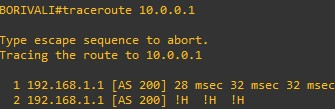 BORIVALI#traceroute 10.0.0.1
Type escape sequence to abort.
Tracing the route to 10.0.0.1
1 192.168.1.1 [AS 200] 28 msec 32 msec 32 msec
2 192.168.1.1 [AS 200] !H !H !H